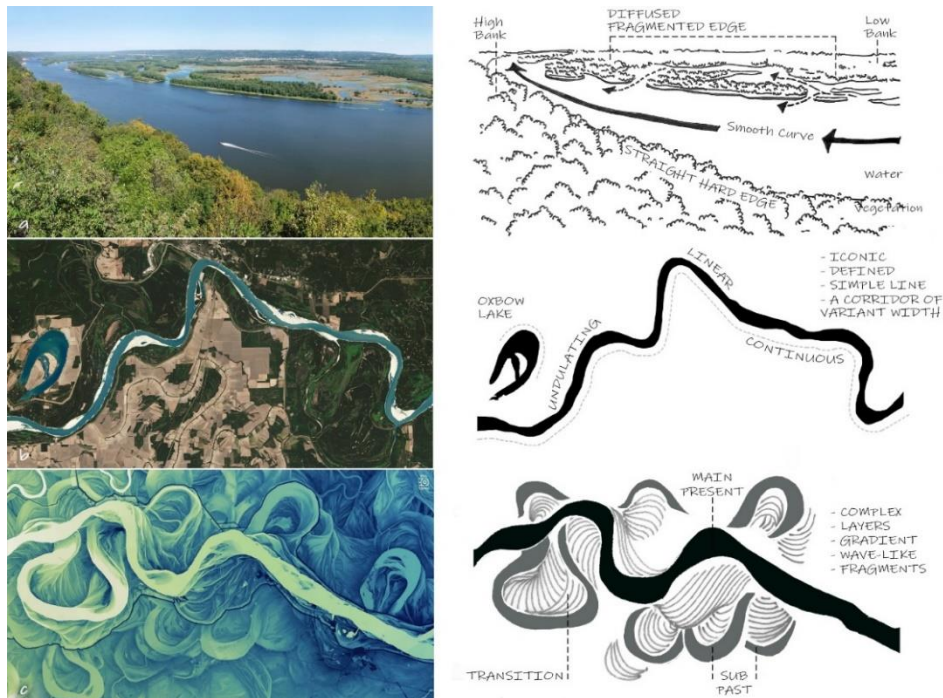 a
High
Bank
DIFFUSED
FRAGMENTED EDGE
Low
Bank
Smooth Curve
STRAIGHT HARD EDGE
Water
Vegetation
b
OXBOW
LAKE
UNDULATING
LINEAR
CONTINUOUS
- ICONIC
- DEFINED
- SIMPLE LINE
- A CORRIDOR OF
VARIANT WIDTH
c
MAIN
PRESENT
- COMPLEX
- LAYERS
- GRADIENT
- WAVE-LIKE
- FRAGMENTS
TRANSITION
SUB
PAST